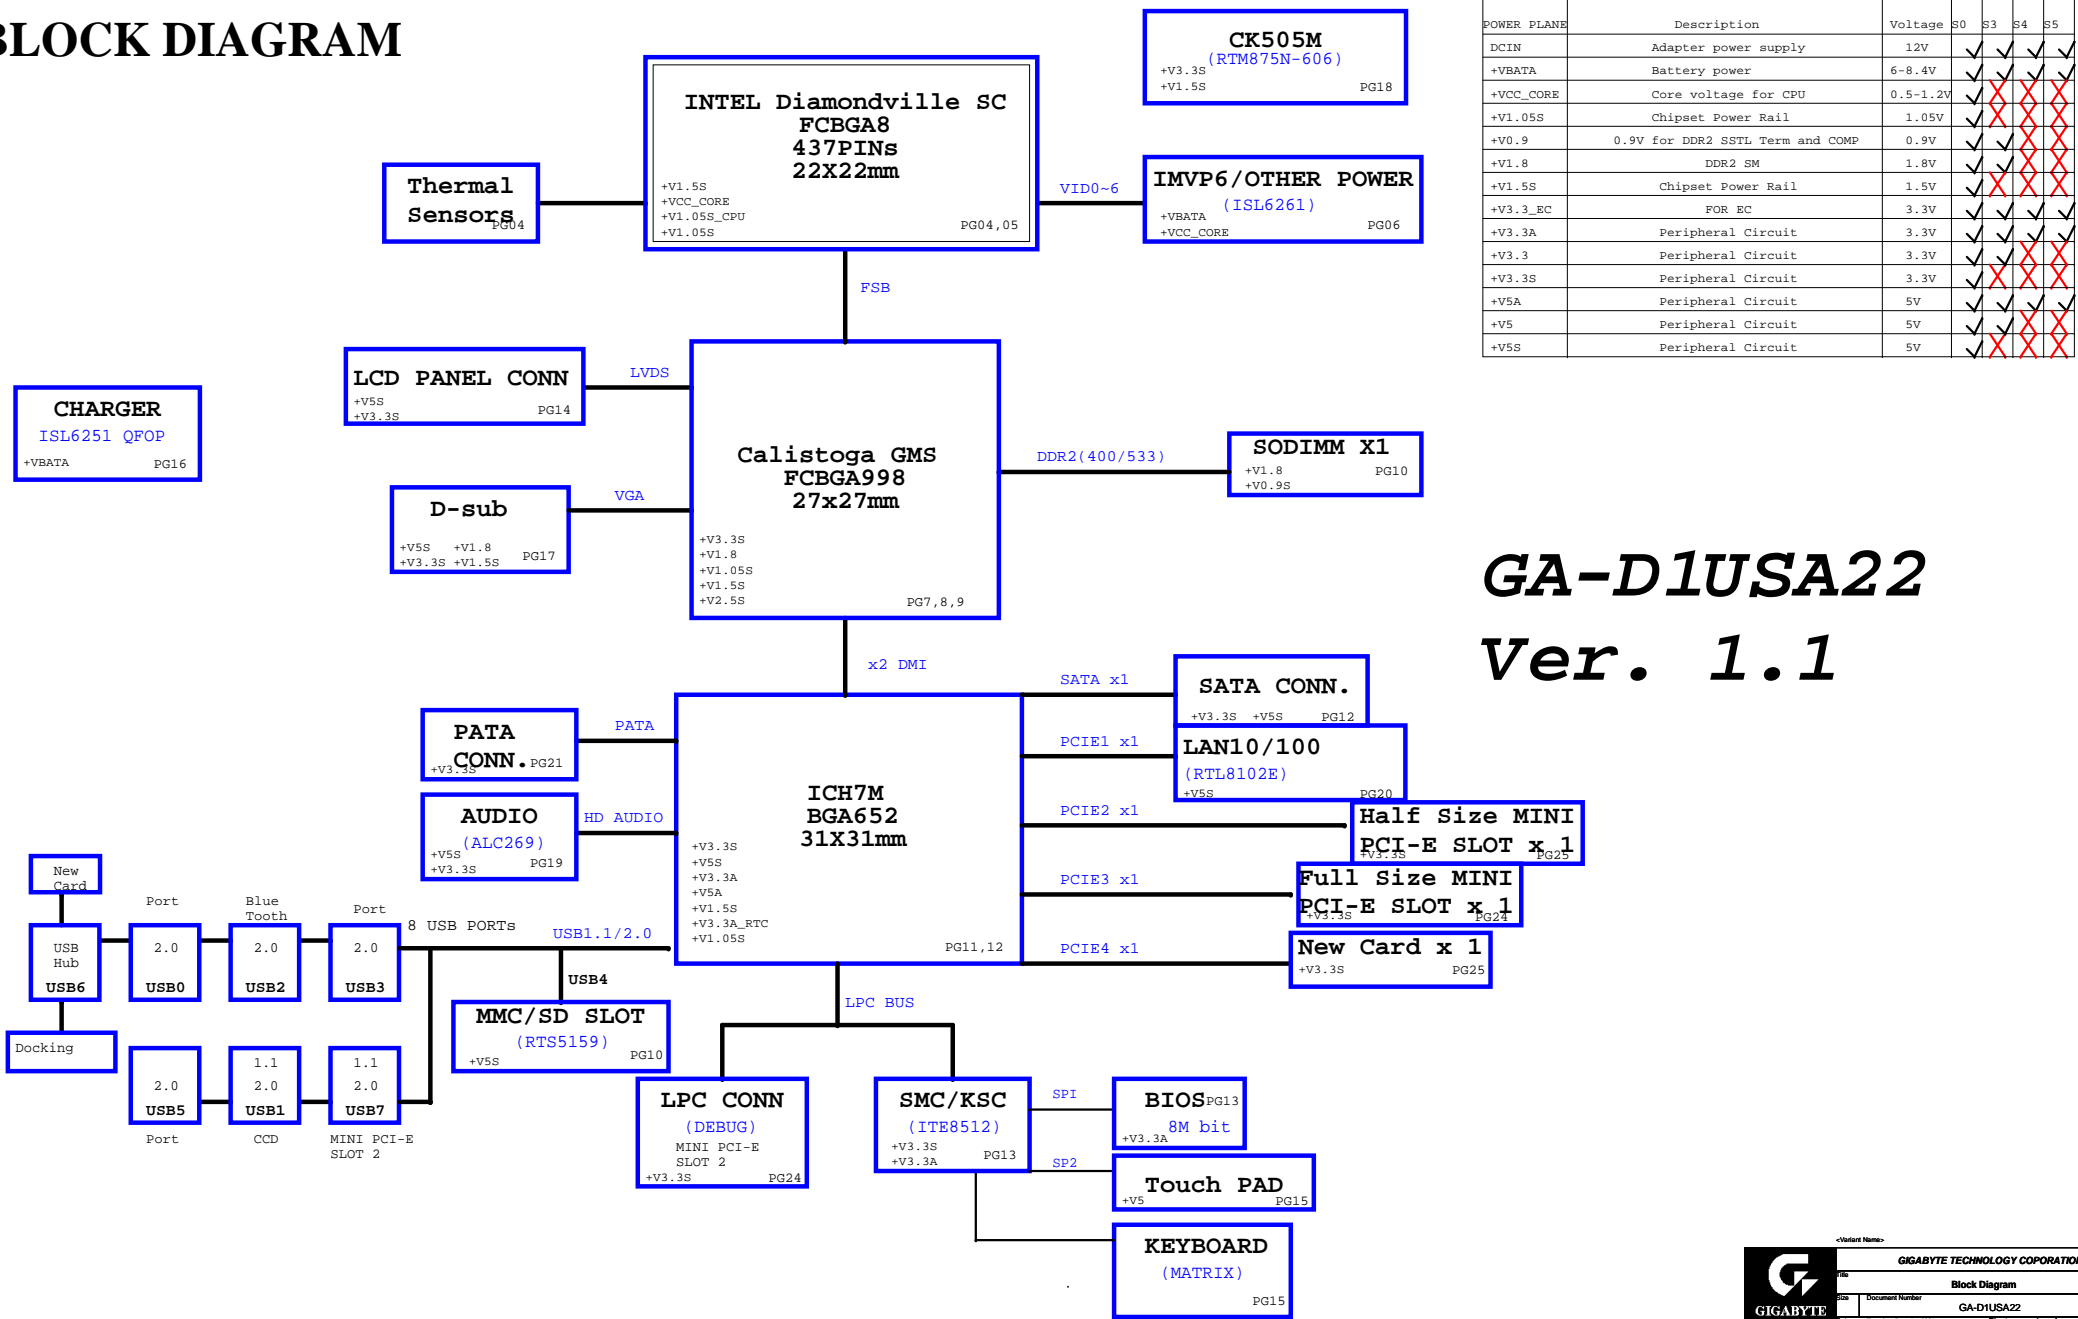 BLOCK DIAGRAM
CK505M
(RTM875N-606)
+V3.3S
+V1.5S
PG18
POWER PLANE Description Voltage S0 S3 S4 S5
DCIN Adapter power supply 12V
+VBATA Battery power 6-8.4V
+VCC_CORE Core voltage for CPU 0.5-1.2V
+V1.05S Chipset Power Rail 1.05V
+V0.9 0.9V for DDR2 SSTL Term and COMP 0.9V
+V1.8 DDR2 SM 1.8V
+V1.5S Chipset Power Rail 1.5V
+V3.3_EC FOR EC 3.3V
+V3.3A Peripheral Circuit 3.3V
+V3.3 Peripheral Circuit 3.3V
+V3.3S Peripheral Circuit 3.3V
+V5A Peripheral Circuit 5V
+V5 Peripheral Circuit 5V
+V5S Peripheral Circuit 5V
INTEL Diamondville SC
FCBGA8
437PINs
22X22mm
+V1.5S
+VCC_CORE
+V1.05S_CPU
+V1.05S
PG04,05
Thermal
Sensors
PG04
VID0~6
IMVP6/OTHER POWER
(ISL6261)
+VBATA
+VCC_CORE
PG06
FSB
LCD PANEL CONN
+V5S
+V3.3S
PG14
LVDS
CHARGER
ISL6251 QFOP
+VBATA PG16
Calistoga GMS
FCBGA998
27x27mm
+V3.3S
+V1.8
+V1.05S
+V1.5S
+V2.5S
PG7,8,9
DDR2(400/533)
SODIMM X1
+V1.8
+V0.9S
PG10
D-sub
+V5S +V1.8
+V3.3S +V1.5S
PG17
VGA
GA-D1USA22
Ver. 1.1
x2 DMI
SATA x1
SATA CONN.
+V3.3S +V5S PG12
PATA
CONN.
+V3.3S
PG21
PATA
PCIE1 x1
LAN10/100
(RTL8102E)
+V5S
PG20
ICH7M
BGA652
31X31mm
+V3.3S
+V5S
+V3.3A
+V5A
+V1.5S
+V3.3A_RTC
+V1.05S
PG11,12
AUDIO
(ALC269)
+V5S
+V3.3S
PG19
HD AUDIO
PCIE2 x1
Half Size MINI
PCI-E SLOT x 1
+V3.3S
PG25
PCIE3 x1
Full Size MINI
PCI-E SLOT x 1
+V3.3S
PG24
PCIE4 x1
New Card x 1
+V3.3S
PG25
New
Card
Port
Blue
Tooth
Port
8 USB PORTs
USB1.1/2.0
USB
Hub
USB6
2.0
USB0
2.0
USB2
2.0
USB3
USB4
Docking
MMC/SD SLOT
(RTS5159)
+V5S
PG10
LPC BUS
2.0
USB5
Port
1.1
2.0
USB1
CCD
1.1
2.0
USB7
MINI PCI-E
SLOT 2
LPC CONN
(DEBUG)
MINI PCI-E
SLOT 2
+V3.3S
PG24
SMC/KSC
(ITE8512)
+V3.3S
+V3.3A
PG13
SPI
BIOS
PG13
8M bit
+V3.3A
SP2
Touch PAD
+V5
PG15
KEYBOARD
(MATRIX)
PG15
<Variant Name>
GIGABYTE
GIGABYTE TECHNOLOGY COPORATION
Title
Block Diagram
Size Document Number
GA-D1USA22